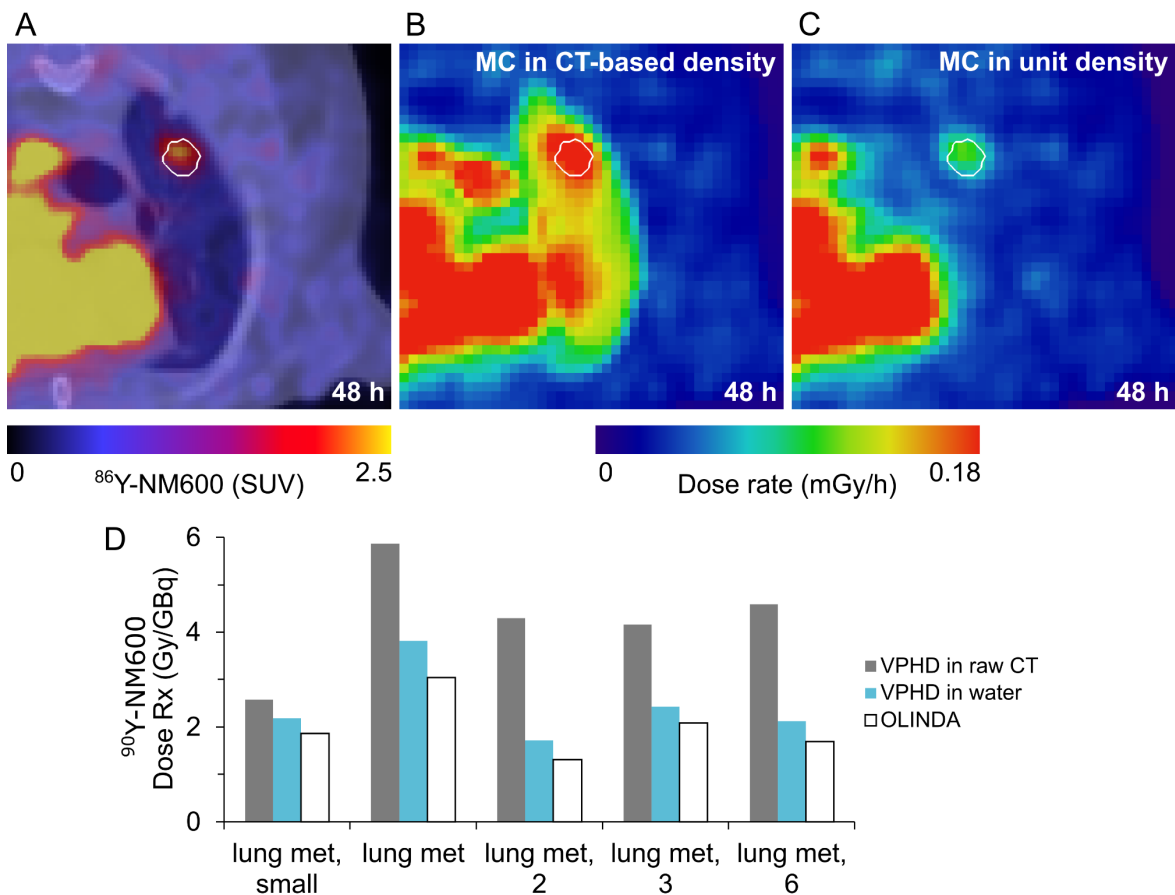 A
B
C
MC in CT-based density
MC in unit density
48 h
48 h
48 h
0
⁸⁶Y-NM600 (SUV)
2.5
0
Dose rate (mGy/h)
0.18
D
⁹⁰Y-NM600
Dose Rx (Gy/GBq)
6
4
2
0
lung met,
small
lung met
lung met,
2
lung met,
3
lung met,
6
VPHD in raw CT
VPHD in water
OLINDA